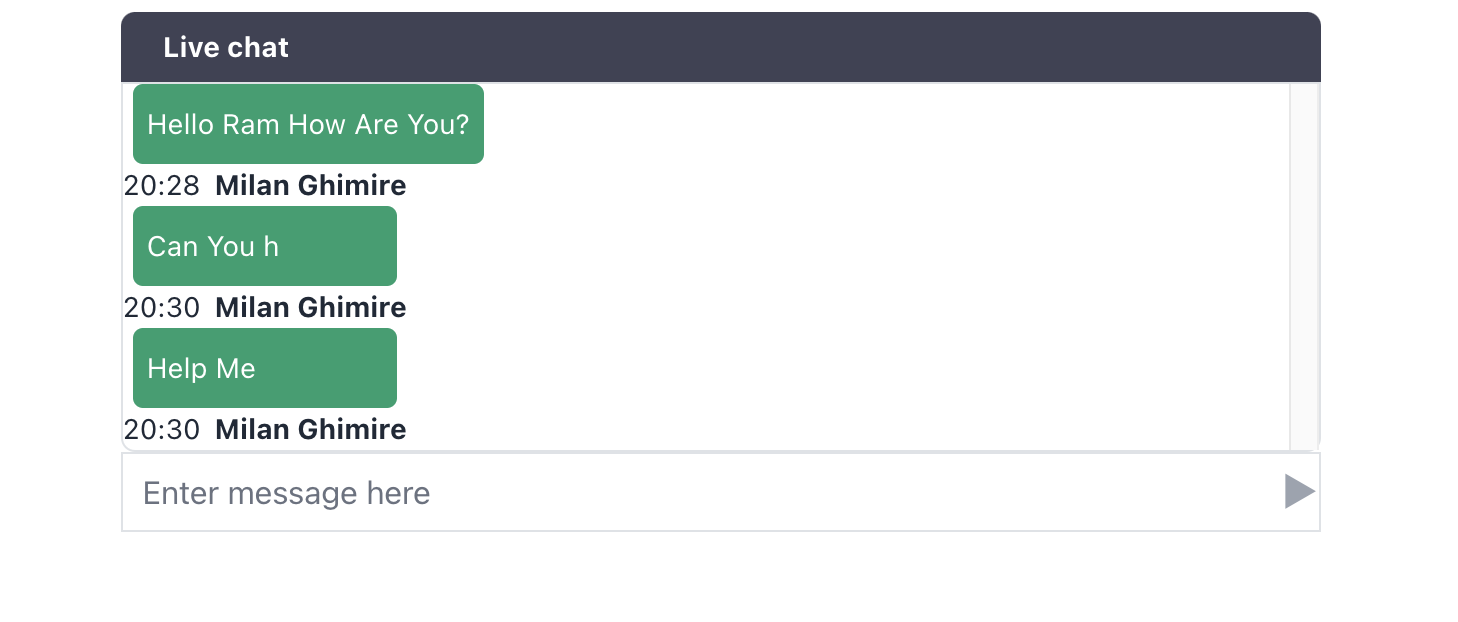 Live chat
Hello Ram How Are You?
20:28 Milan Ghimire
Can You h
20:30 Milan Ghimire
Help Me
20:30 Milan Ghimire
Enter message here